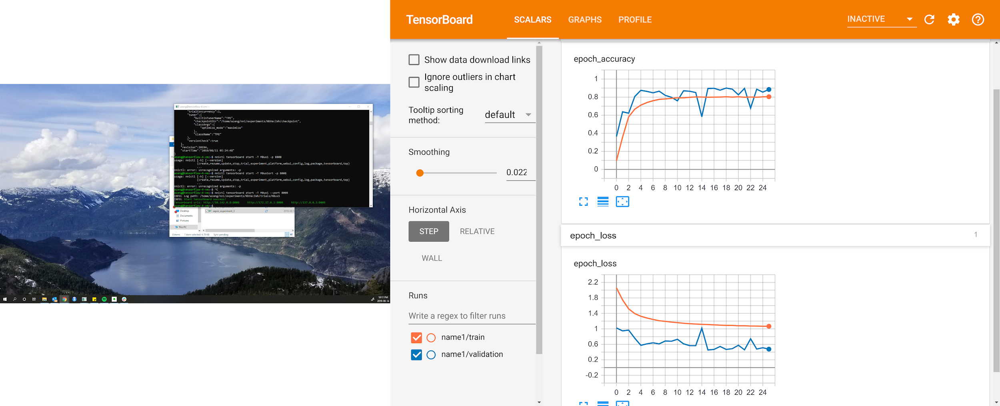 azeng@tensorflow-4-vm: ~
"trialConcurrency":1,
"tuner":{
"builtinTunerName":"TPE",
"checkpointDir":"/home/azeng/nni/experiments/NbVeciWh/checkpoint",
"classArgs":{
"optimize_mode":"maximize"
},
"className":"TPE"
},
"versionCheck":true
},
"revision":20194,
"startTime":"2019/08/11 05:24:48"
}
azeng@tensorflow-4-vm:~$ nnictl tensorboard start -T M8ux1 -p 8008
usage: nnictl [-h] [--version]
{create,resume,update,stop,trial,experiment,platform,webui,config,log,package,tensorboard,top}
...
nnictl: error: unrecognized arguments: -p
azeng@tensorflow-4-vm:~$ nnictl tensorboard start -T M8ux1ort -p 8008
usage: nnictl [-h] [--version]
{create,resume,update,stop,trial,experiment,platform,webui,config,log,package,tensorboard,top}
...
nnictl: error: unrecognized arguments: -p
azeng@tensorflow-4-vm:~$ ^C
azeng@tensorflow-4-vm:~$ nnictl tensorboard start -T M8ux1 --port 8008
INFO: Log path: /home/azeng/nni/experiments/NbVeciWh/trials/M8ux1
INFO: Start tensorboard success!
Tensorboard urls: http://10.142.0.8:8008 http://172.17.0.1:8008 http://127.0.0.1:8008
azeng@tensorflow-4-vm:~$
Desktop
sepsis_experiment_3
Documents
Pictures
This PC
8 items 1 item selected 6.78 KB Sync pending
10:11 PM
2019-08-14
TensorBoard
SCALARS GRAPHS PROFILE
INACTIVE
Show data download links
Ignore outliers in chart
scaling
Tooltip sorting
method:
default
Smoothing
0.022
Horizontal Axis
STEP RELATIVE
WALL
Runs
Write a regex to filter runs
name1/train
name1/validation
epoch_accuracy
1
0.8
0.6
0.4
0.2
0
0 2 4 6 8 10 12 14 16 18 20 22 24
epoch_loss 1
epoch_loss
2.2
1.8
1.4
1
0.6
0.2
-0.2
0 2 4 6 8 10 12 14 16 18 20 22 24